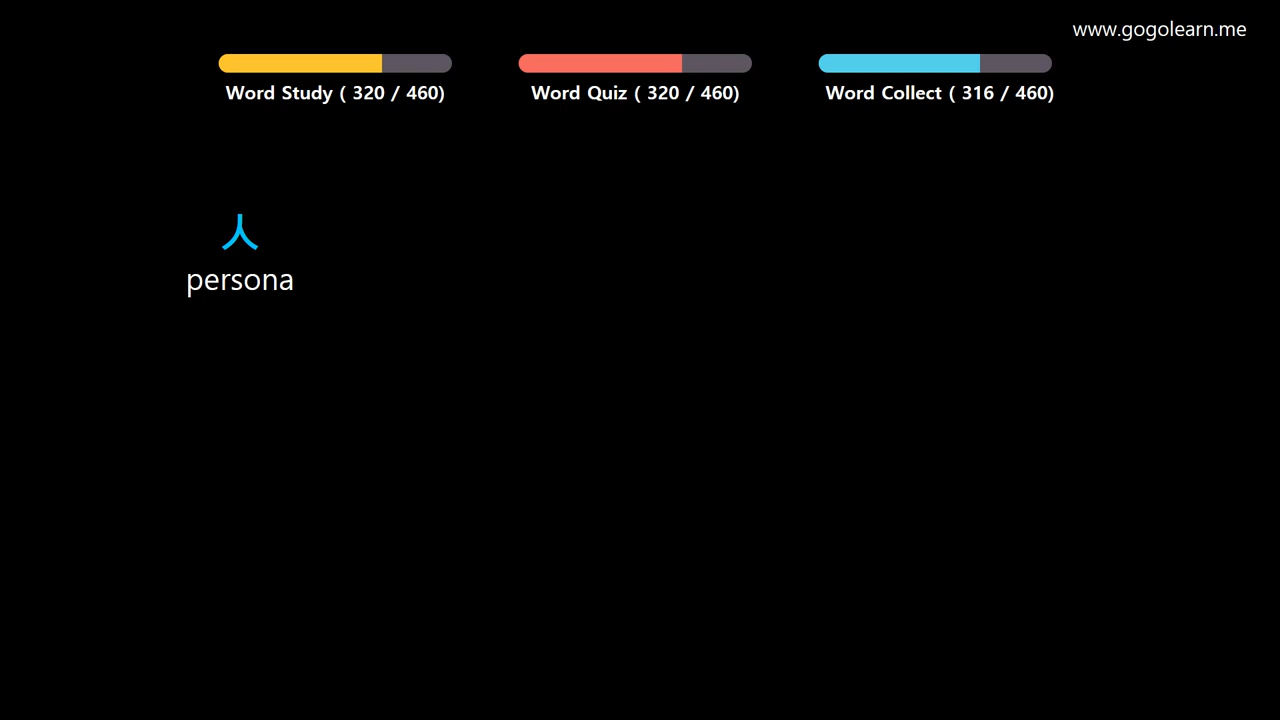 www.gogolearn.me
Word Study ( 320 / 460)
Word Quiz ( 320 / 460)
Word Collect ( 316 / 460)
人
persona